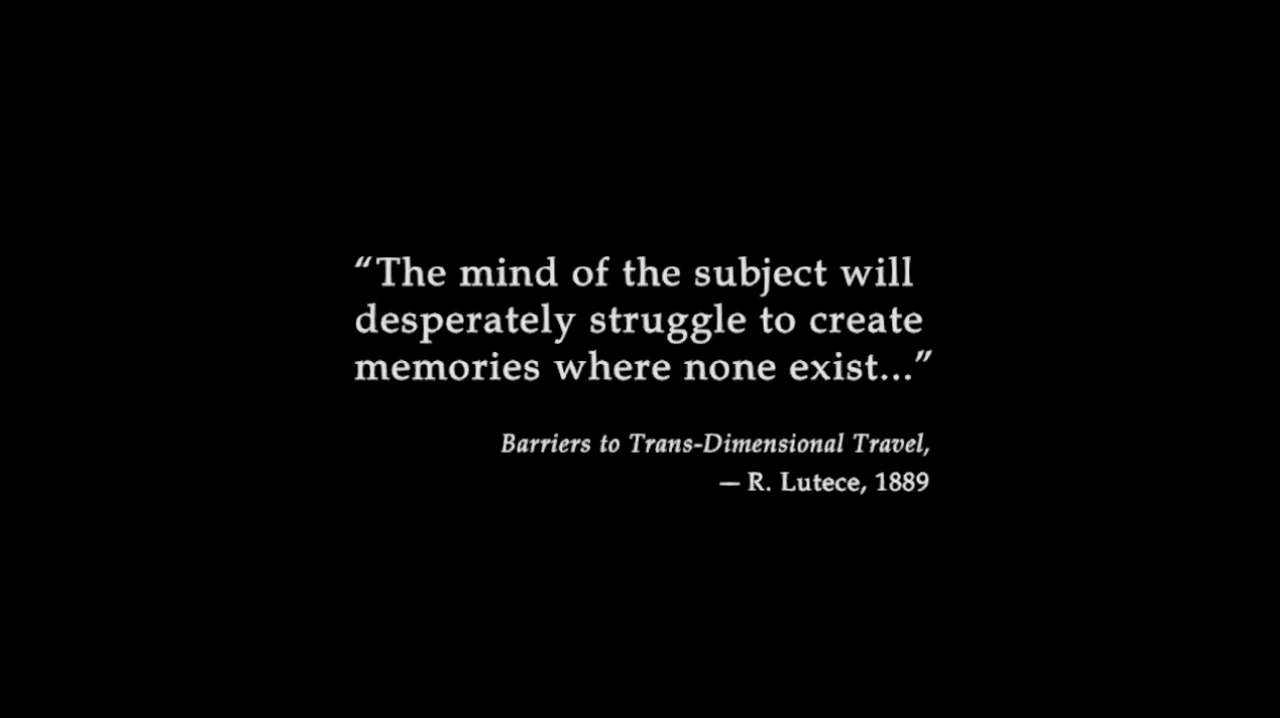 “The mind of the subject will
desperately struggle to create
memories where none exist...”
Barriers to Trans-Dimensional Travel,
— R. Lutece, 1889